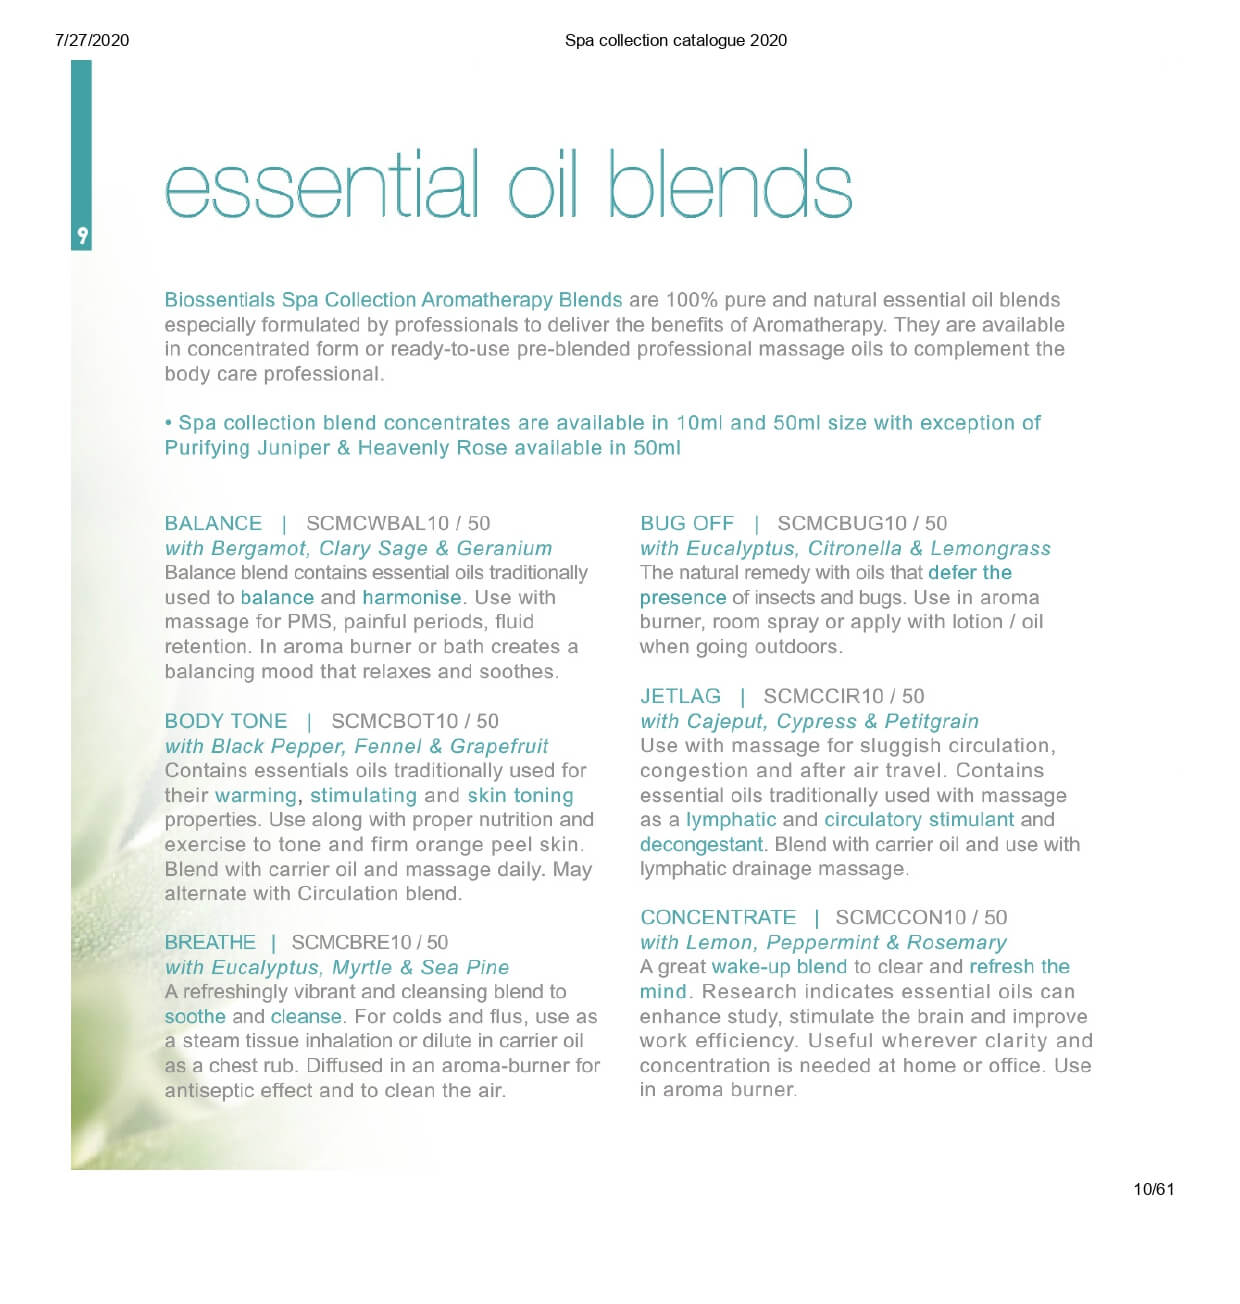 7/27/2020
Spa collection catalogue 2020
9
essential oil blends
Biossentials Spa Collection Aromatherapy Blends are 100% pure and natural essential oil blends
especially formulated by professionals to deliver the benefits of Aromatherapy. They are available
in concentrated form or ready-to-use pre-blended professional massage oils to complement the
body care professional.
• Spa collection blend concentrates are available in 10ml and 50ml size with exception of
Purifying Juniper & Heavenly Rose available in 50ml
BALANCE | SCMCWBAL10 / 50
with Bergamot, Clary Sage & Geranium
Balance blend contains essential oils traditionally
used to balance and harmonise. Use with
massage for PMS, painful periods, fluid
retention. In aroma burner or bath creates a
balancing mood that relaxes and soothes.
BODY TONE | SCMCBOT10 / 50
with Black Pepper, Fennel & Grapefruit
Contains essentials oils traditionally used for
their warming, stimulating and skin toning
properties. Use along with proper nutrition and
exercise to tone and firm orange peel skin.
Blend with carrier oil and massage daily. May
alternate with Circulation blend.
BREATHE | SCMCBRE10 / 50
with Eucalyptus, Myrtle & Sea Pine
A refreshingly vibrant and cleansing blend to
soothe and cleanse. For colds and flus, use as
a steam tissue inhalation or dilute in carrier oil
as a chest rub. Diffused in an aroma-burner for
antiseptic effect and to clean the air.
BUG OFF | SCMCBUG10 / 50
with Eucalyptus, Citronella & Lemongrass
The natural remedy with oils that defer the
presence of insects and bugs. Use in aroma
burner, room spray or apply with lotion / oil
when going outdoors.
JETLAG | SCMCCIR10 / 50
with Cajeput, Cypress & Petitgrain
Use with massage for sluggish circulation,
congestion and after air travel. Contains
essential oils traditionally used with massage
as a lymphatic and circulatory stimulant and
decongestant. Blend with carrier oil and use with
lymphatic drainage massage.
CONCENTRATE | SCMCCON10 / 50
with Lemon, Peppermint & Rosemary
A great wake-up blend to clear and refresh the
mind. Research indicates essential oils can
enhance study, stimulate the brain and improve
work efficiency. Useful wherever clarity and
concentration is needed at home or office. Use
in aroma burner.
10/61